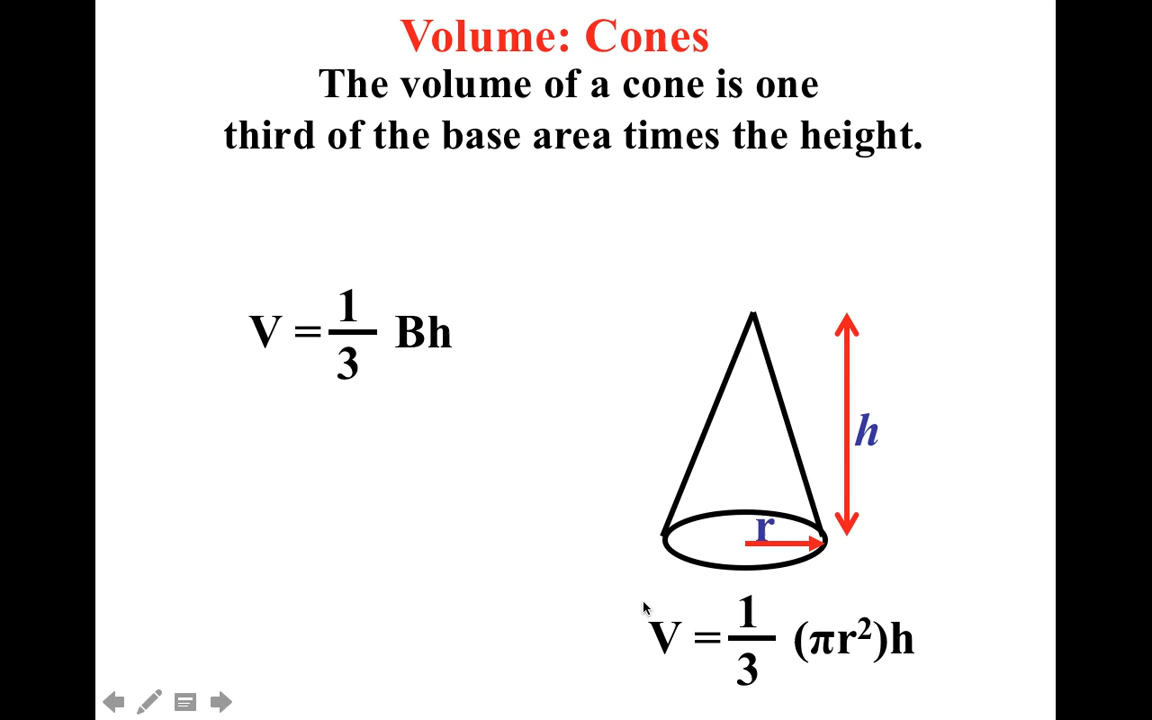 Volume: Cones
The volume of a cone is one
third of the base area times the height.
V = 1/3 Bh
h
r
V = 1/3 (πr²)h